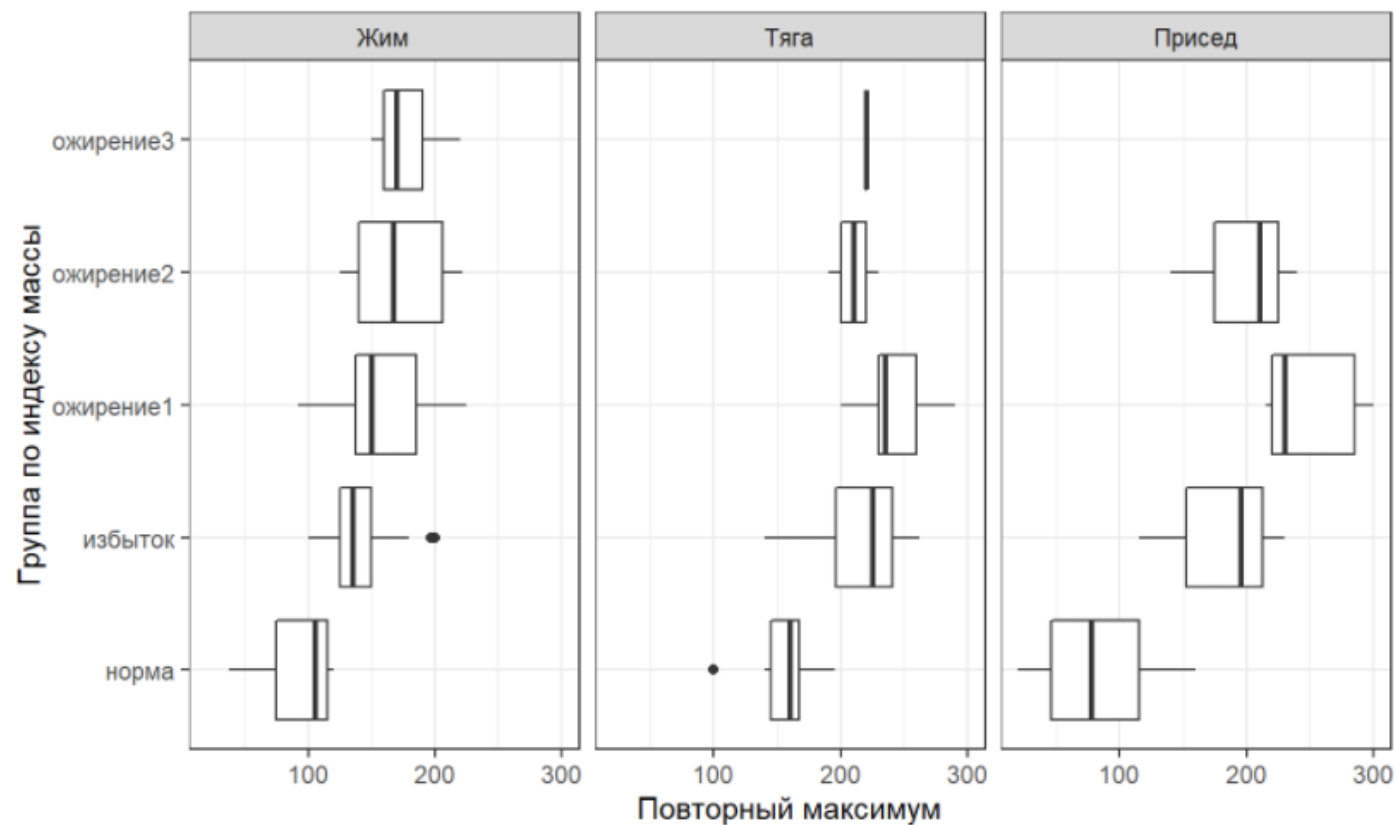 Жим
Тяга
Присед
Группа по индексу массы
ожирение3
ожирение2
ожирение1
избыток
норма
100 200 300
100 200 300
100 200 300
Повторный максимум